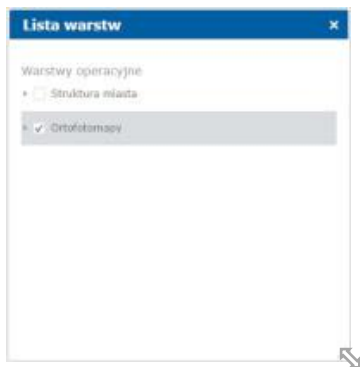 Lista warstw ×
Warstwy operacyjne
Struktura miasta
Ortofotomapy